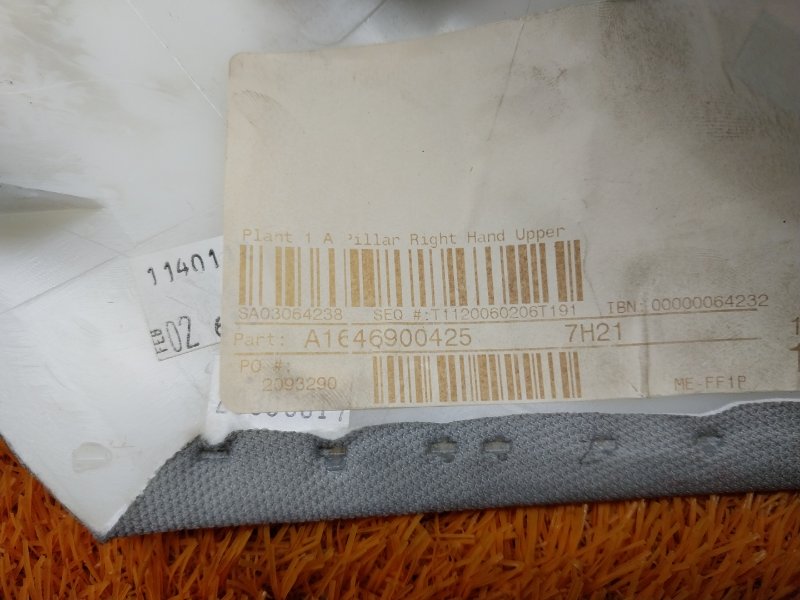 Plant 1 A Pillar Right Hand Upper
11401
SA03064238 SEQ #:T1120060206T191 IBN: 00000064232
FEB 02
Part: A1646900425 7H21
PO #:
2093290 ME-FF1P